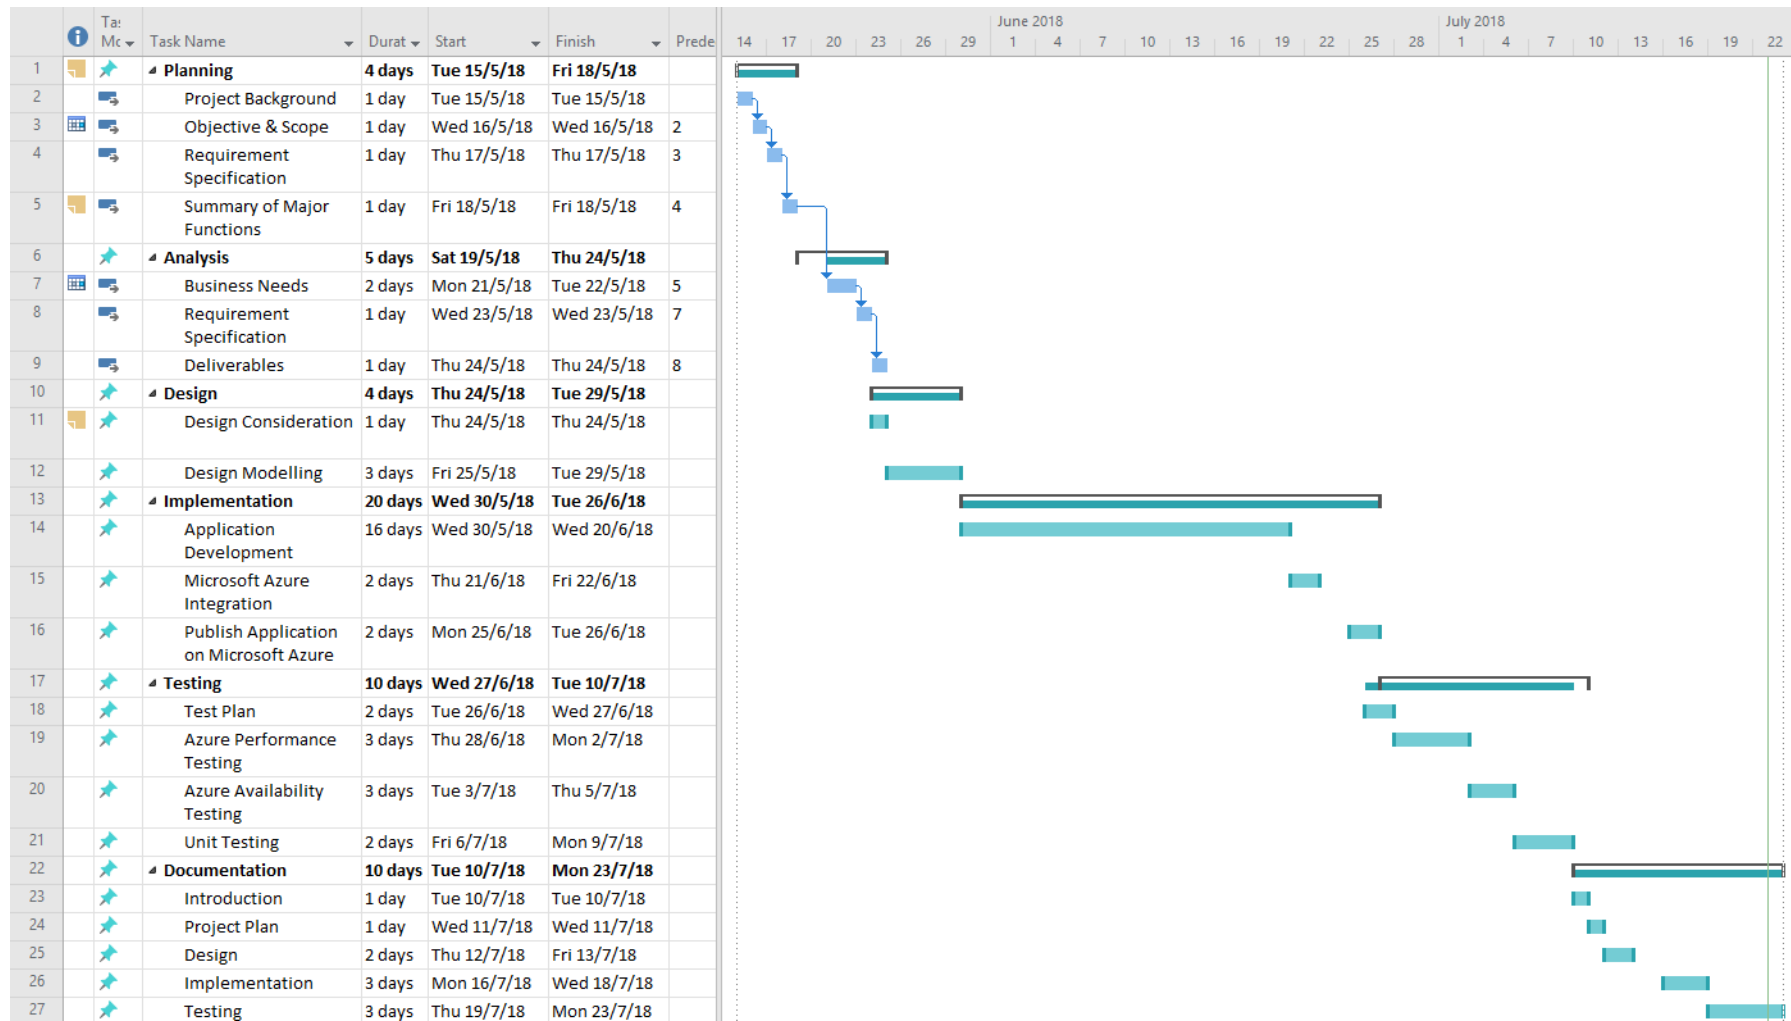 June 2018 July 2018
Ta: Mc Task Name Durat Start Finish Prede 14 17 20 23 26 29 1 4 7 10 13 16 19 22 25 28 1 4 7 10 13 16 19 22
1 Planning 4 days Tue 15/5/18 Fri 18/5/18
2 Project Background 1 day Tue 15/5/18 Tue 15/5/18
3 Objective & Scope 1 day Wed 16/5/18 Wed 16/5/18 2
4 Requirement 1 day Thu 17/5/18 Thu 17/5/18 3
Specification
5 Summary of Major 1 day Fri 18/5/18 Fri 18/5/18 4
Functions
6 Analysis 5 days Sat 19/5/18 Thu 24/5/18
7 Business Needs 2 days Mon 21/5/18 Tue 22/5/18 5
8 Requirement 1 day Wed 23/5/18 Wed 23/5/18 7
Specification
9 Deliverables 1 day Thu 24/5/18 Thu 24/5/18 8
10 Design 4 days Thu 24/5/18 Tue 29/5/18
11 Design Consideration 1 day Thu 24/5/18 Thu 24/5/18
12 Design Modelling 3 days Fri 25/5/18 Tue 29/5/18
13 Implementation 20 days Wed 30/5/18 Tue 26/6/18
14 Application 16 days Wed 30/5/18 Wed 20/6/18
Development
15 Microsoft Azure 2 days Thu 21/6/18 Fri 22/6/18
Integration
16 Publish Application 2 days Mon 25/6/18 Tue 26/6/18
on Microsoft Azure
17 Testing 10 days Wed 27/6/18 Tue 10/7/18
18 Test Plan 2 days Tue 26/6/18 Wed 27/6/18
19 Azure Performance 3 days Thu 28/6/18 Mon 2/7/18
Testing
20 Azure Availability 3 days Tue 3/7/18 Thu 5/7/18
Testing
21 Unit Testing 2 days Fri 6/7/18 Mon 9/7/18
22 Documentation 10 days Tue 10/7/18 Mon 23/7/18
23 Introduction 1 day Tue 10/7/18 Tue 10/7/18
24 Project Plan 1 day Wed 11/7/18 Wed 11/7/18
25 Design 2 days Thu 12/7/18 Fri 13/7/18
26 Implementation 3 days Mon 16/7/18 Wed 18/7/18
27 Testing 3 days Thu 19/7/18 Mon 23/7/18